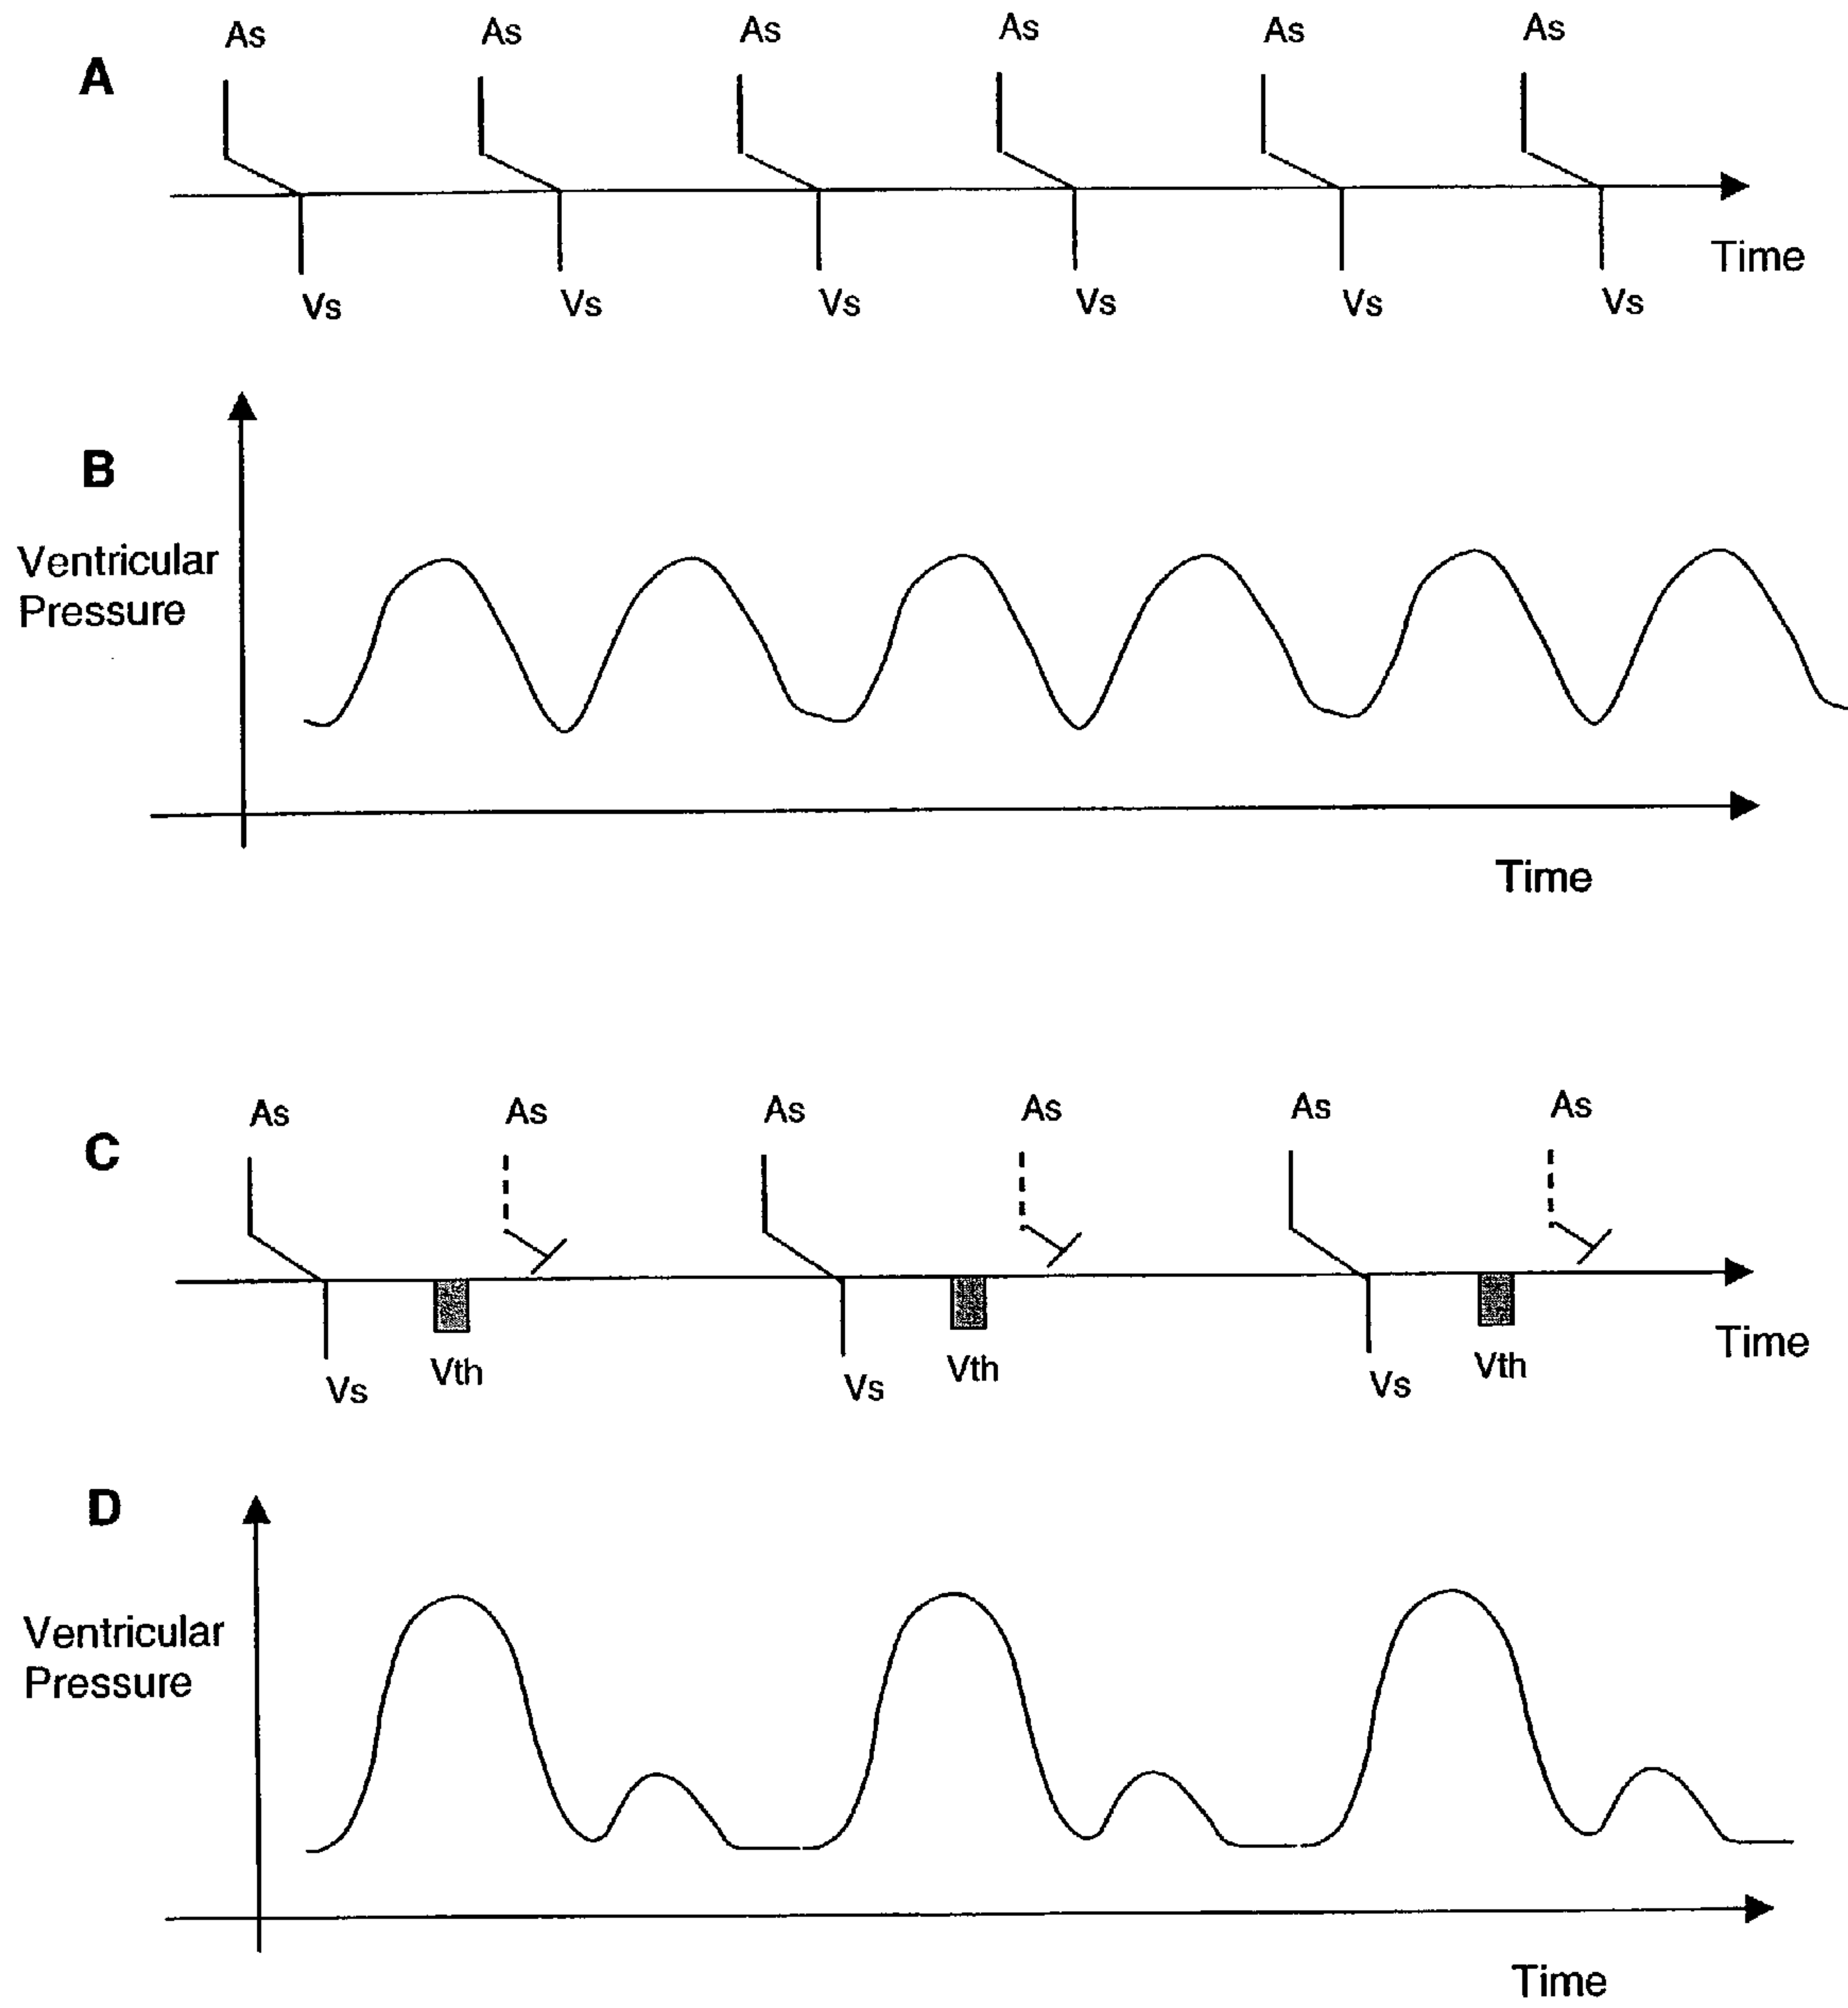 As As As As As As
A
Time
Vs Vs Vs Vs Vs Vs
B
Ventricular
Pressure
Time
As As As As As As
C
Time
Vs Vth Vs Vth Vs Vth
D
Ventricular
Pressure
Time